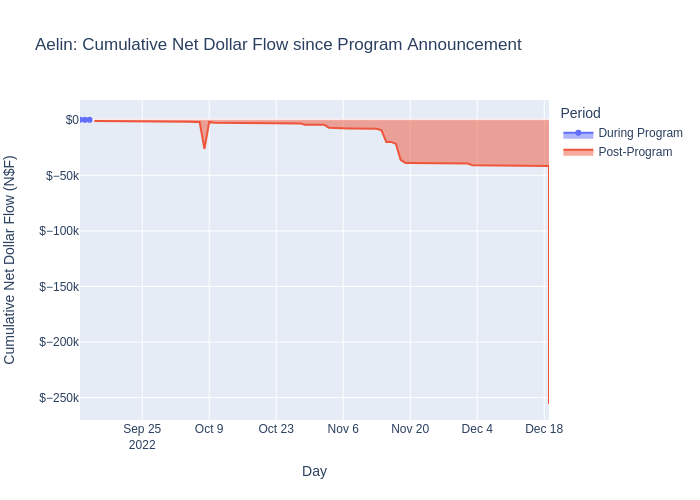 Aelin: Cumulative Net Dollar Flow since Program Announcement
Period
During Program
Post-Program
Cumulative Net Dollar Flow (N$F)
$0
$−50k
$−100k
$−150k
$−200k
$−250k
Sep 25
2022
Oct 9
Oct 23
Nov 6
Nov 20
Dec 4
Dec 18
Day